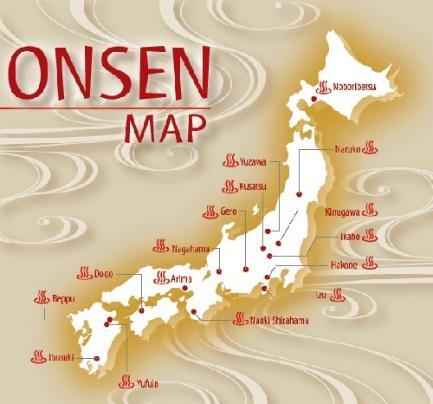 ONSEN
MAP
Noboribetsu
Yuzawa
Naruko
Kusatsu
Gero
Kinugawa
Ikaho
Nagahama
Hakone
Dogo
Arima
Izu
Beppu
Nanki Shirahama
Ibusuki
Yufuin